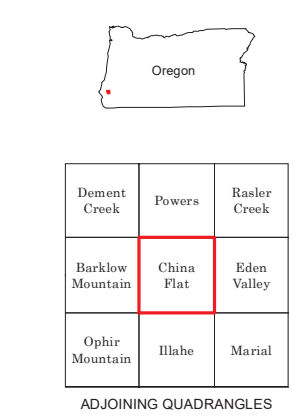 Oregon
Dement
Creek
Powers
Rasler
Creek
Barklow
Mountain
China
Flat
Eden
Valley
Ophir
Mountain
Illahe
Marial
ADJOINING QUADRANGLES